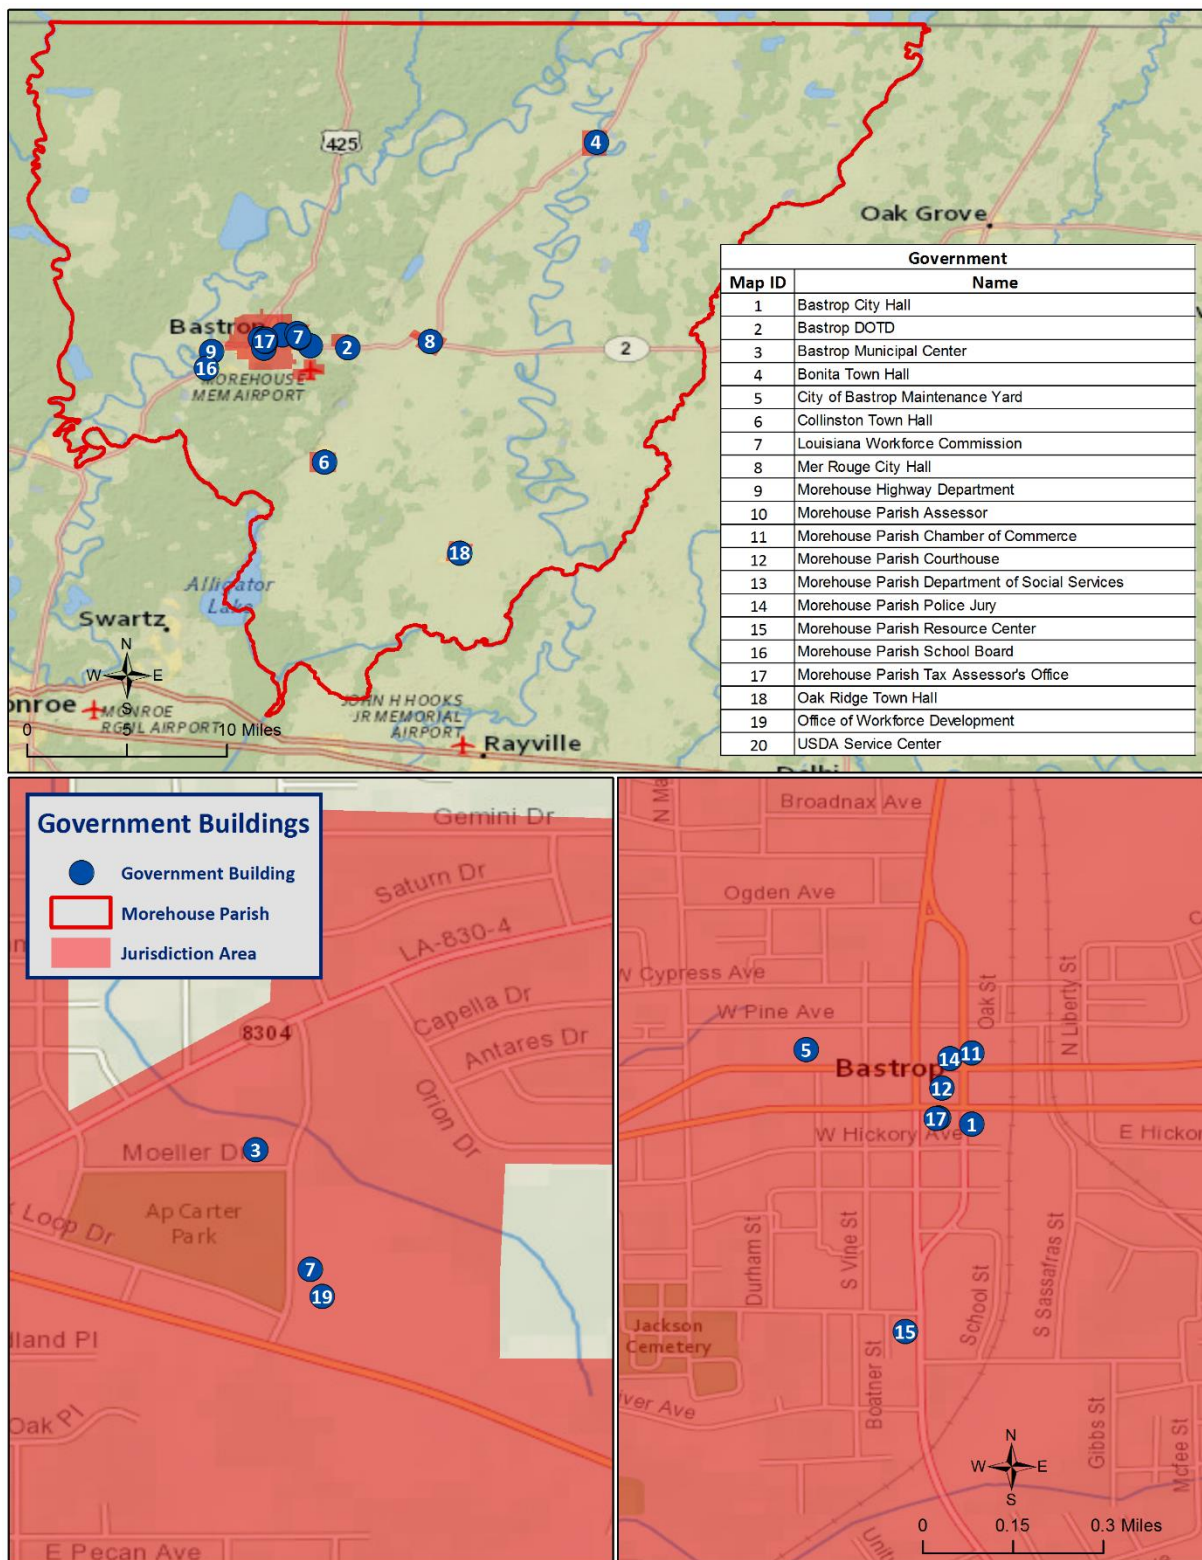 425
4
Oak Grove
Bastrop
17
7
9
16
2
8
2
MOREHOUSE
MEM AIRPORT
6
18
Alligator
Lake
Swartz
N
W E
S
onroe
MONROE
RGNL AIRPORT
JOHN H HOOKS
JR MEMORIAL
AIRPORT
Rayville
Delhi
0 5 10 Miles
Government
Map ID Name
1 Bastrop City Hall
2 Bastrop DOTD
3 Bastrop Municipal Center
4 Bonita Town Hall
5 City of Bastrop Maintenance Yard
6 Collinston Town Hall
7 Louisiana Workforce Commission
8 Mer Rouge City Hall
9 Morehouse Highway Department
10 Morehouse Parish Assessor
11 Morehouse Parish Chamber of Commerce
12 Morehouse Parish Courthouse
13 Morehouse Parish Department of Social Services
14 Morehouse Parish Police Jury
15 Morehouse Parish Resource Center
16 Morehouse Parish School Board
17 Morehouse Parish Tax Assessor's Office
18 Oak Ridge Town Hall
19 Office of Workforce Development
20 USDA Service Center
Government Buildings
Government Building
Morehouse Parish
Jurisdiction Area
Gemini Dr
Saturn Dr
LA-830-4
8304
Capella Dr
Antares Dr
Orion Dr
Moeller Dr
3
Ap Carter
Park
Loop Dr
7
19
dland Pl
Oak Pl
E Pecan Ave
N Ma
Broadnax Ave
Ogden Ave
W Cypress Ave
W Pine Ave
Oak St
N Liberty St
5
Bastrop
14
11
12
17
1
W Hickory Ave
E Hickor
Durham St
S Vine St
School St
S Sassafras St
15
Jackson
Cemetery
Boatner St
iver Ave
Gibbs St
Mcfee St
N
W E
S
0 0.15 0.3 Miles